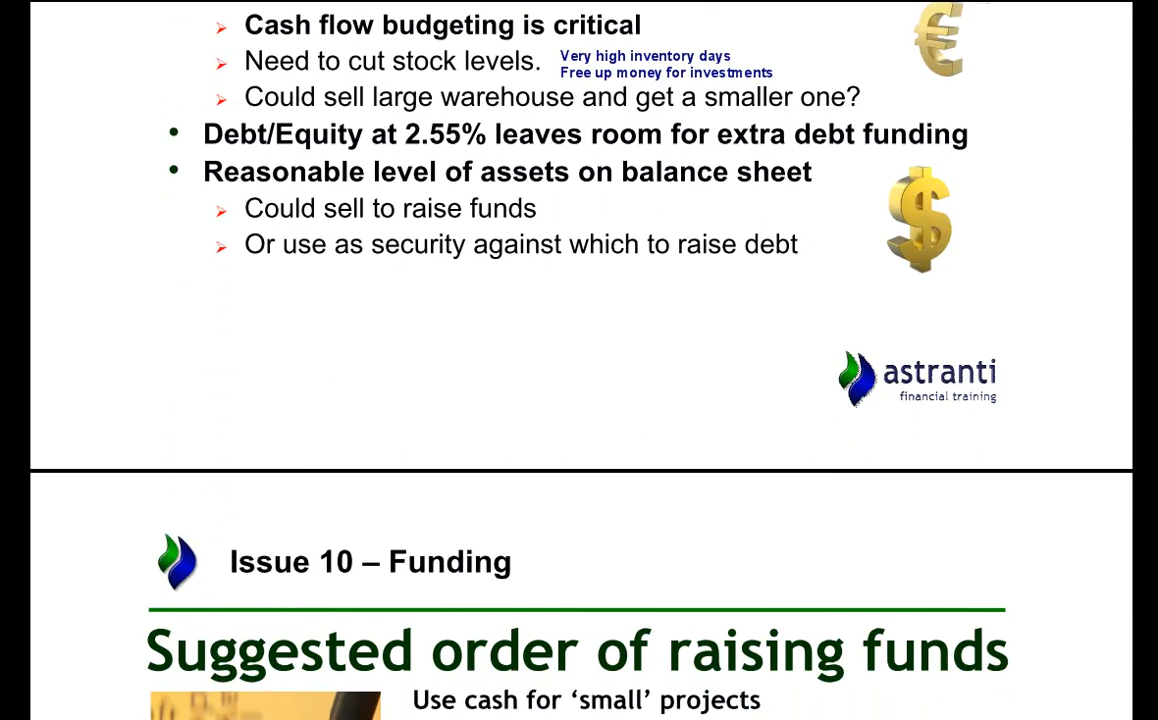 Cash flow budgeting is critical
Need to cut stock levels.
Very high inventory days
Free up money for investments
Could sell large warehouse and get a smaller one?
Debt/Equity at 2.55% leaves room for extra debt funding
Reasonable level of assets on balance sheet
Could sell to raise funds
Or use as security against which to raise debt
astranti
financial training
Issue 10 – Funding
Suggested order of raising funds
Use cash for ‘small’ projects